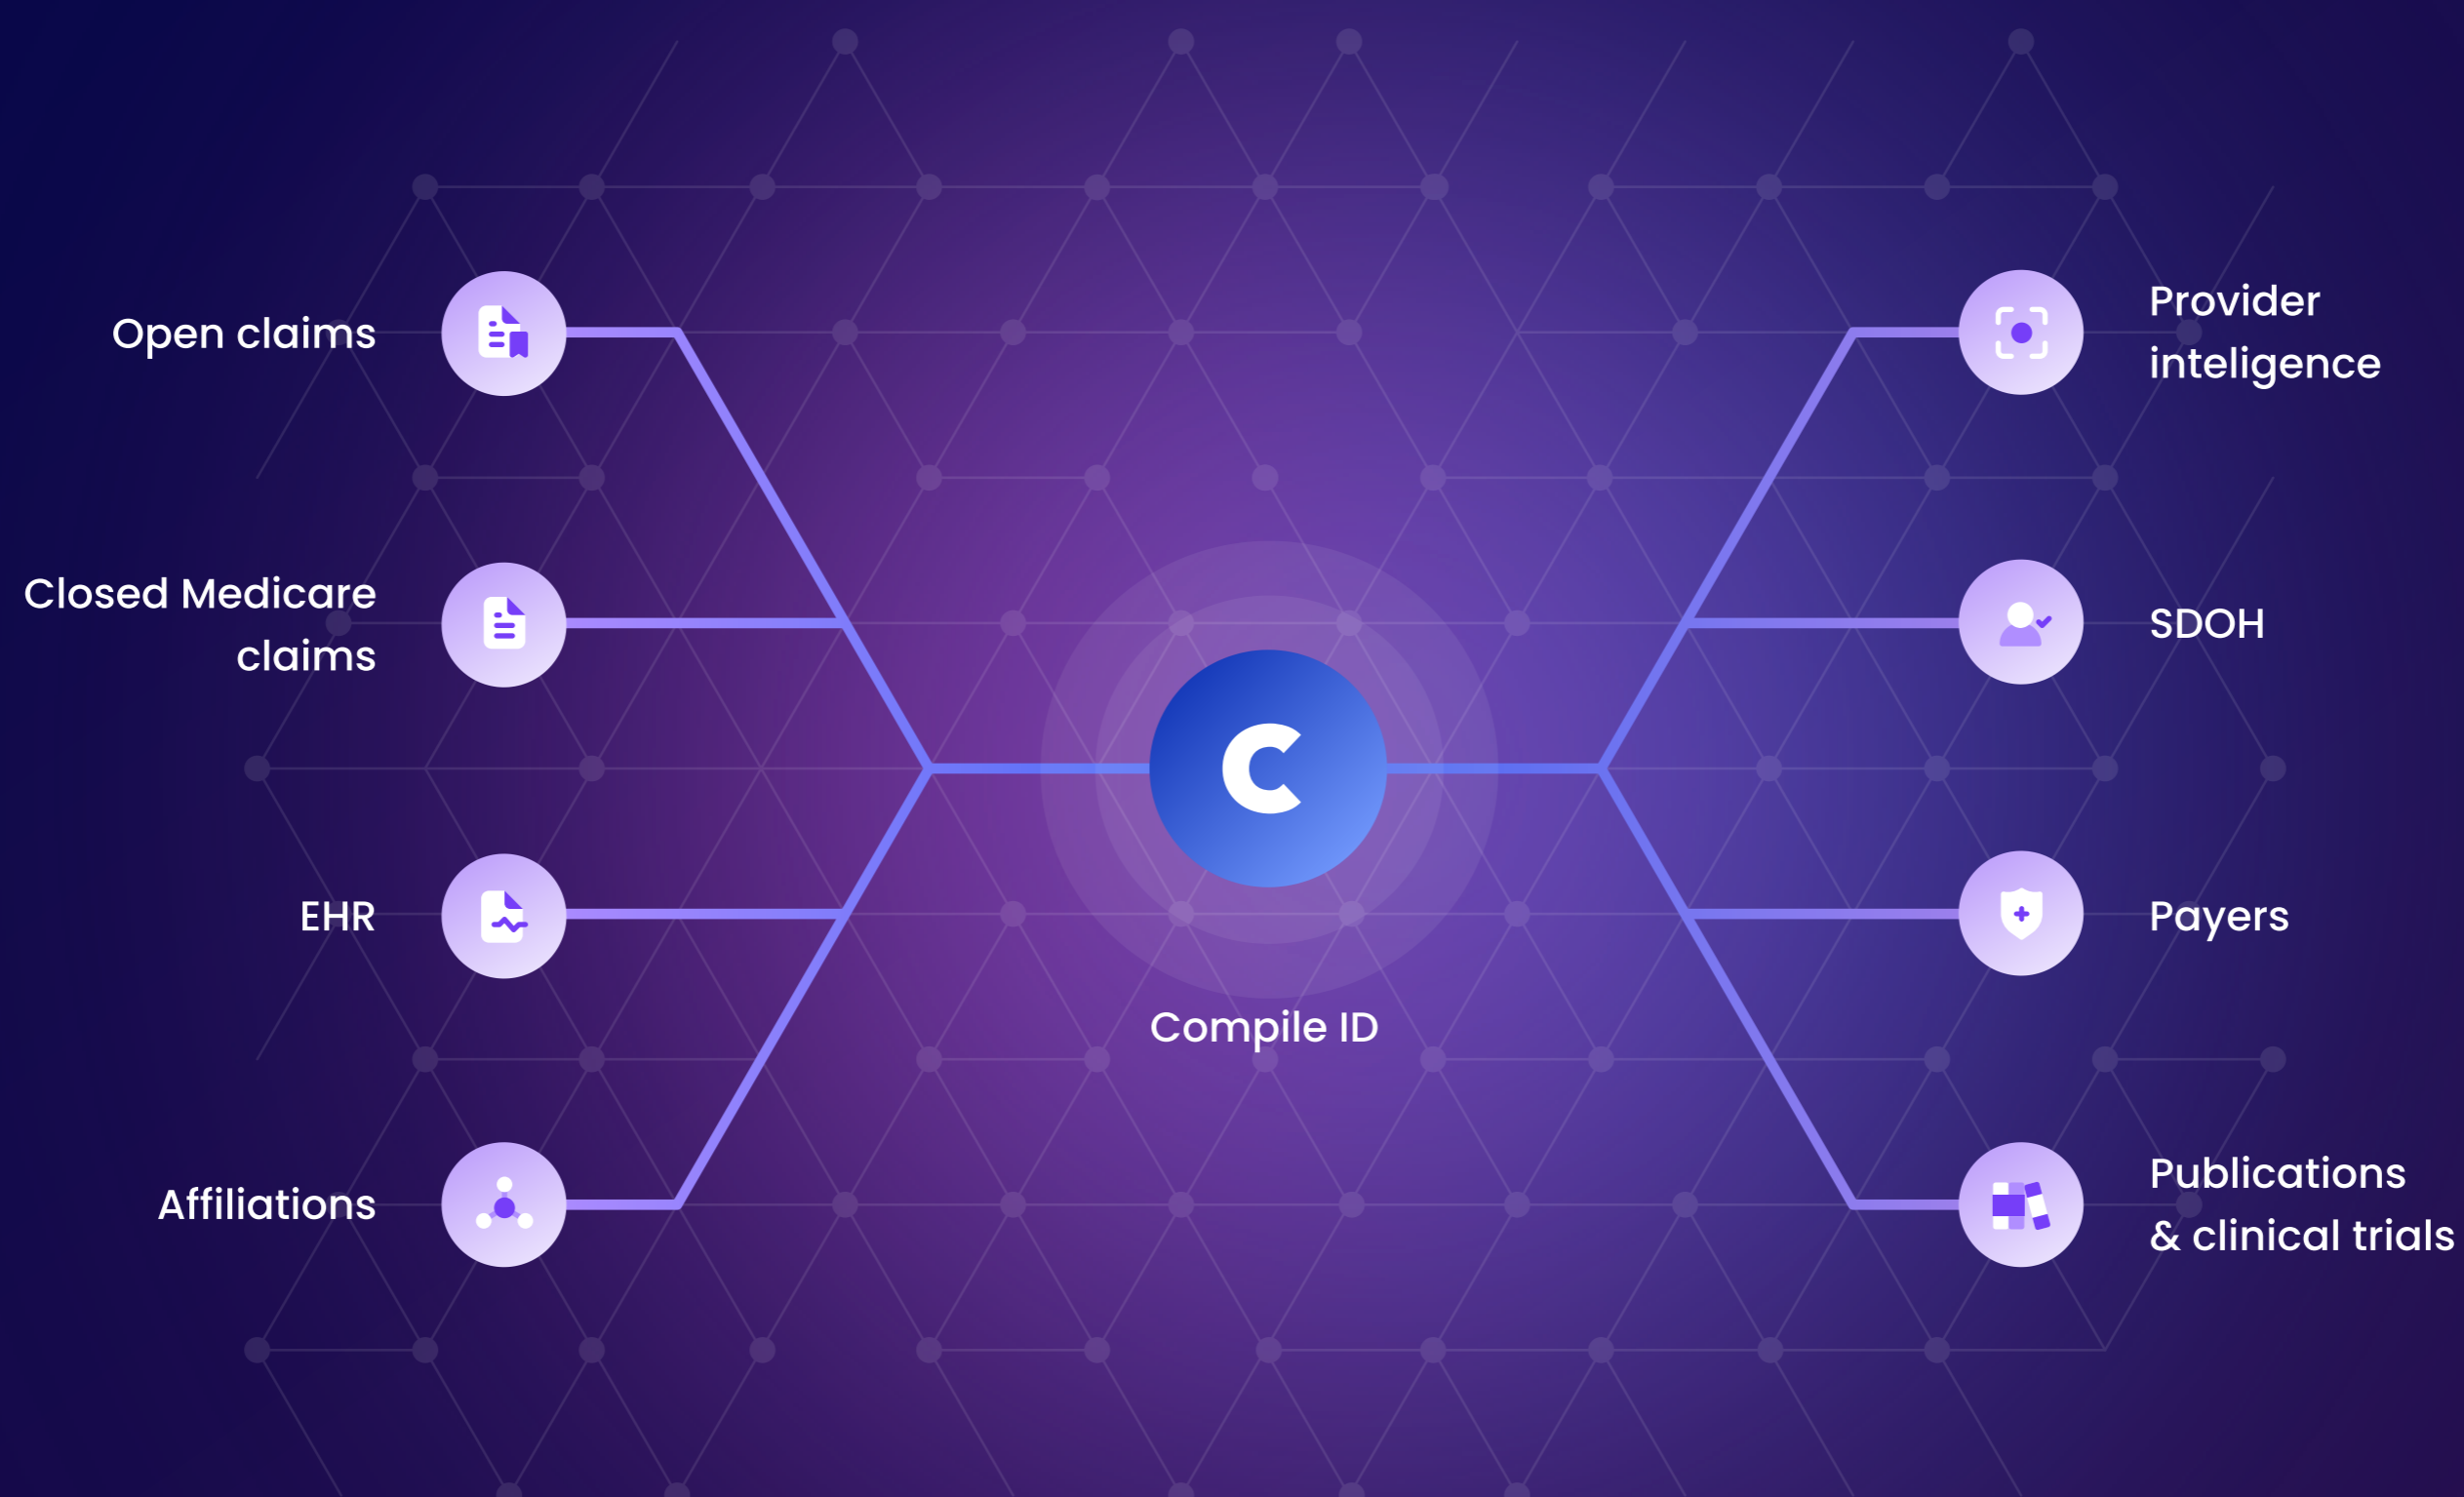 Open claims
Closed Medicare
claims
EHR
Affiliations
C
Compile ID
Provider
inteligence
SDOH
Payers
Publications
& clinical trials